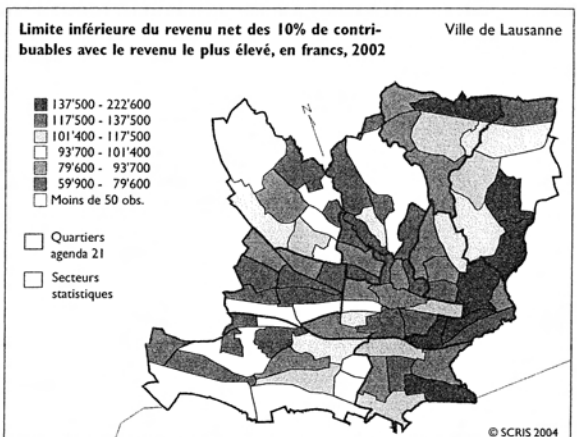 Limite inférieure du revenu net des 10% de contri-
buables avec le revenu le plus élevé, en francs, 2002
Ville de Lausanne
N
137'500 - 222'600
117'500 - 137'500
101'400 - 117'500
93'700 - 101'400
79'600 - 93'700
59'900 - 79'600
Moins de 50 obs.
Quartiers
agenda 21
Secteurs
statistiques
© SCRIS 2004